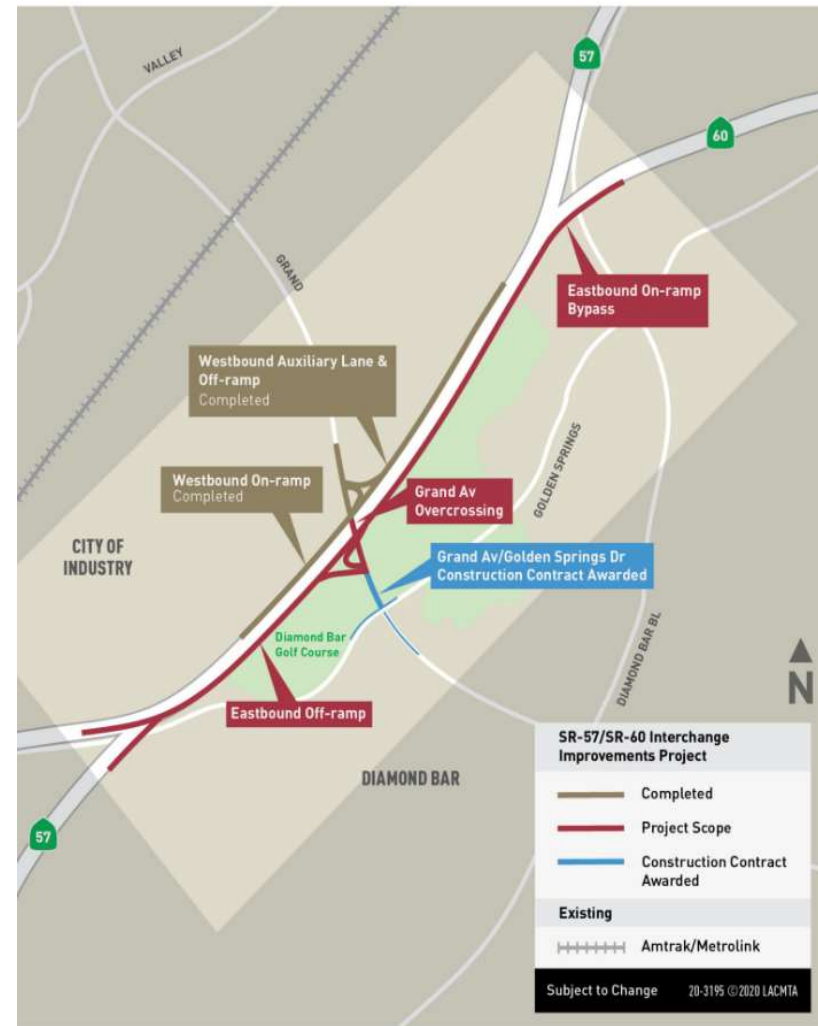 57
VALLEY
60
GRAND
Eastbound On-ramp
Bypass
Westbound Auxiliary Lane &
Off-ramp
Completed
GOLDEN SPRINGS
Westbound On-ramp
Completed
Grand Av
Overcrossing
CITY OF
INDUSTRY
Grand Av/Golden Springs Dr
Construction Contract Awarded
Diamond Bar
Golf Course
DIAMOND BAR BL
N
Eastbound Off-ramp
DIAMOND BAR
57
SR-57/SR-60 Interchange
Improvements Project
Completed
Project Scope
Construction Contract
Awarded
Existing
Amtrak/Metrolink
Subject to Change 20-3195 ©2020 LACMTA